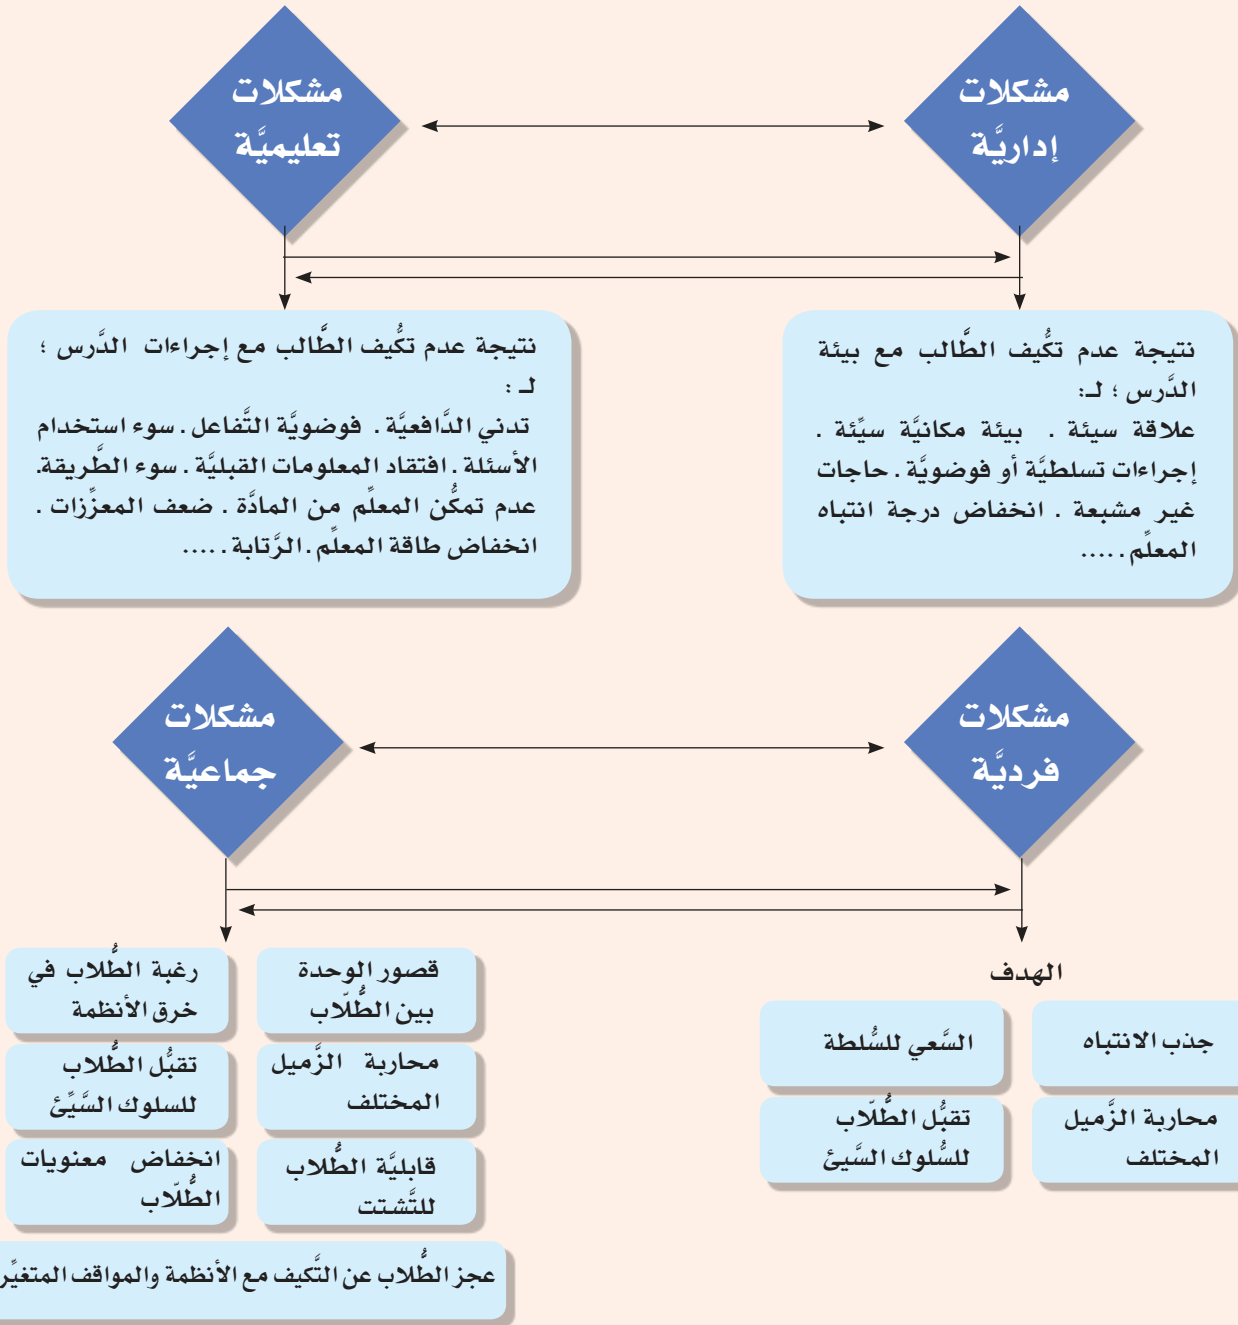 مشكلات
إداريَّة
مشكلات
تعليميَّة
نتيجة عدم تكُّيف الطَّالب مع بيئة
الدَّرس ؛ لـ:
علاقة سيئة . بيئة مكانيَّة سيِّئة .
إجراءات تسلطيَّة أو فوضويَّة . حاجات
غير مشبعة . انخفاض درجة انتباه
المعلِّم . ....
نتيجة عدم تكُّيف الطَّالب مع إجراءات الدَّرس ؛
لـ :
تدني الدَّافعيَّة . فوضويَّة التَّفاعل . سوء استخدام
الأسئلة . افتقاد المعلومات القبليَّة . سوء الطَّريقة.
عدم تمكُّن المعلِّم من المادَّة . ضعف المعزِّزات .
انخفاض طاقة المعلِّم . الرَّتابة . ....
مشكلات
فرديَّة
مشكلات
جماعيَّة
الهدف
جذب الانتباه
السَّعي للسُّلطة
محاربة الزَّميل
المختلف
تقبُّل الطُّلّاب
للسُّلوك السَّيئ
قصور الوحدة
بين الطُّلّاب
رغبة الطُّلاب في
خرق الأنظمة
محاربة الزَّميل
المختلف
تقبُّل الطُّلاب
للسلوك السَّيِّئ
قابليَّة الطُّلاب
للتَّشتت
انخفاض معنويات
الطُّلّاب
عجز الطُّلاب عن التَّكيف مع الأنظمة والمواقف